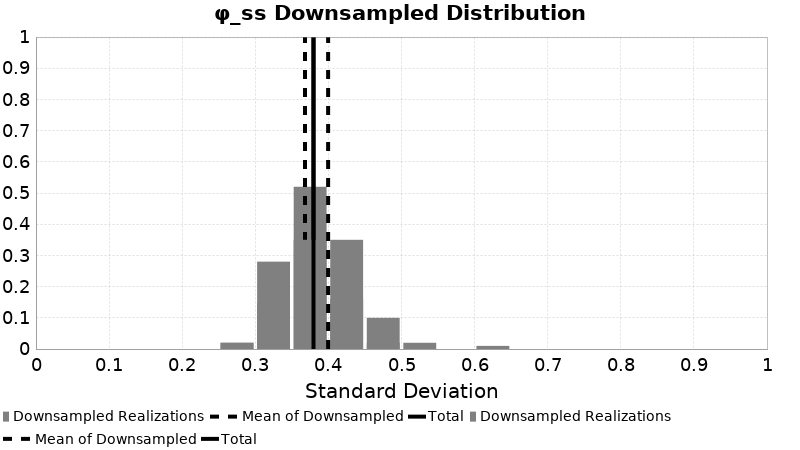 φ_ss Downsampled Distribution
1
0.9
0.8
0.7
0.6
0.5
0.4
0.3
0.2
0.1
0
0 0.1 0.2 0.3 0.4 0.5 0.6 0.7 0.8 0.9 1
Standard Deviation
Downsampled Realizations Mean of Downsampled Total Downsampled Realizations
Mean of Downsampled Total